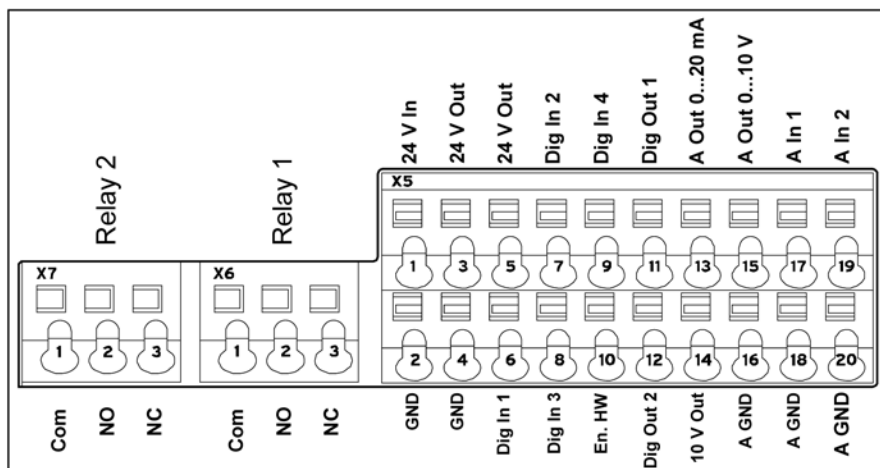 24 V In
24 V Out
24 V Out
Dig In 2
Dig In 4
Dig Out 1
A Out 0...20 mA
A Out 0...10 V
A In 1
A In 2
Relay 2
Relay 1
X5
1 3 5 7 9 11 13 15 17 19
X7
X6
1 2 3
1 2 3
2 4 6 8 10 12 14 16 18 20
Com
NO
NC
Com
NO
NC
GND
GND
Dig In 1
Dig In 3
En. HW
Dig Out 2
10 V Out
A GND
A GND
A GND